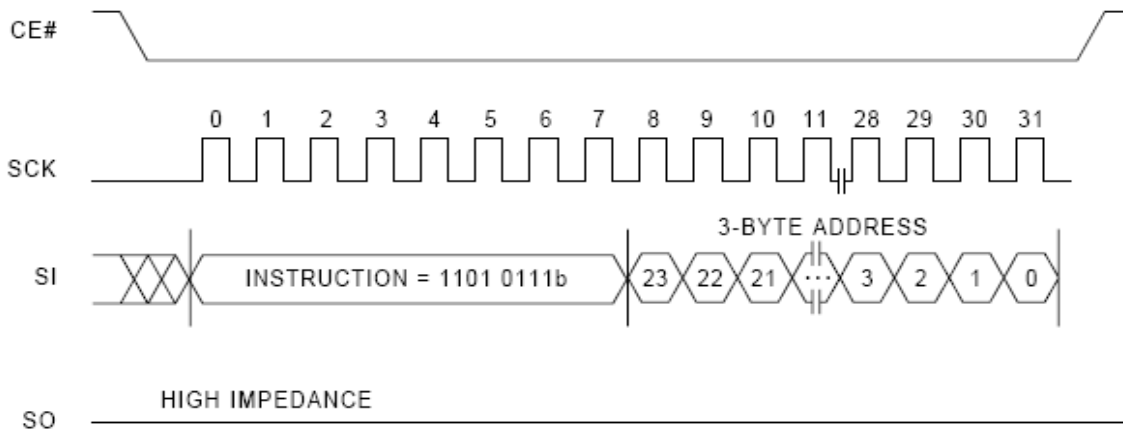 CE#
0 1 2 3 4 5 6 7 8 9 10 11 28 29 30 31
SCK
3-BYTE ADDRESS
SI INSTRUCTION = 1101 0111b 23 22 21 ... 3 2 1 0
HIGH IMPEDANCE
SO